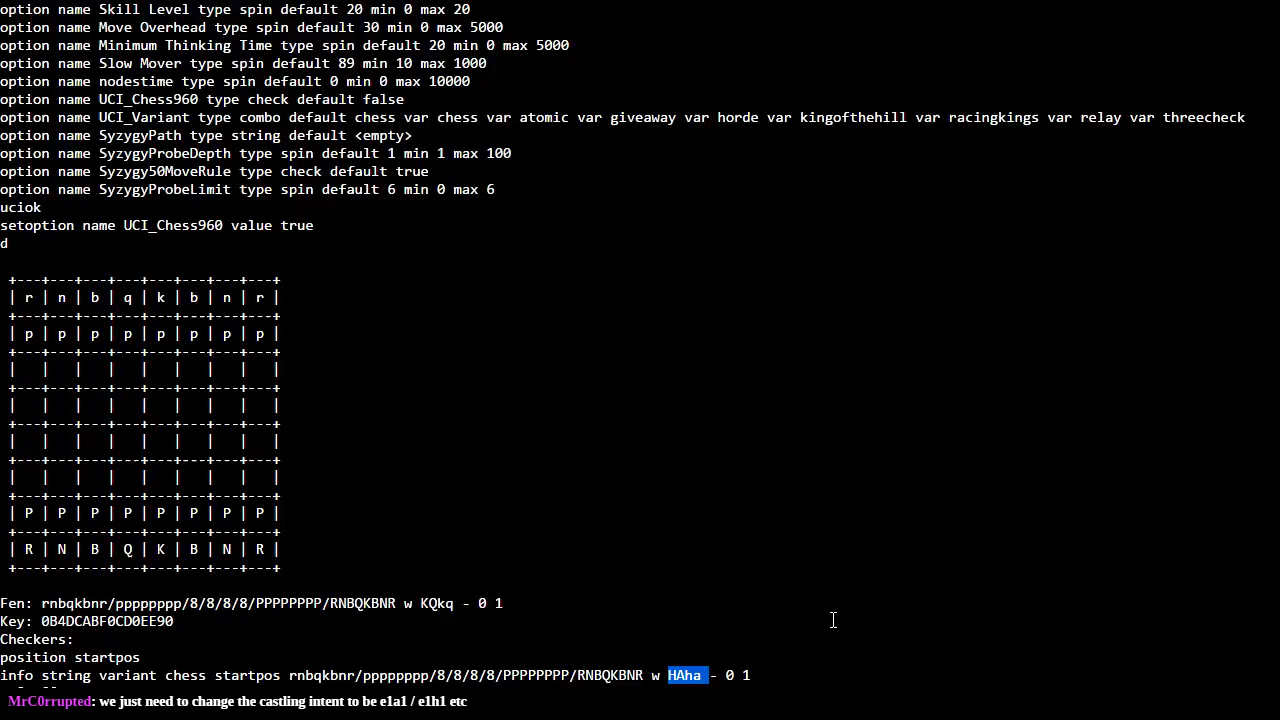 option name Skill Level type spin default 20 min 0 max 20
option name Move Overhead type spin default 30 min 0 max 5000
option name Minimum Thinking Time type spin default 20 min 0 max 5000
option name Slow Mover type spin default 89 min 10 max 1000
option name nodestime type spin default 0 min 0 max 10000
option name UCI_Chess960 type check default false
option name UCI_Variant type combo default chess var chess var atomic var giveaway var horde var kingofthehill var racingkings var relay var threecheck
option name SyzygyPath type string default <empty>
option name SyzygyProbeDepth type spin default 1 min 1 max 100
option name Syzygy50MoveRule type check default true
option name SyzygyProbeLimit type spin default 6 min 0 max 6
uciok
setoption name UCI_Chess960 value true
d
+---+---+---+---+---+---+---+---+
| r | n | b | q | k | b | n | r |
+---+---+---+---+---+---+---+---+
| p | p | p | p | p | p | p | p |
+---+---+---+---+---+---+---+---+
|   |   |   |   |   |   |   |   |
+---+---+---+---+---+---+---+---+
|   |   |   |   |   |   |   |   |
+---+---+---+---+---+---+---+---+
|   |   |   |   |   |   |   |   |
+---+---+---+---+---+---+---+---+
|   |   |   |   |   |   |   |   |
+---+---+---+---+---+---+---+---+
| P | P | P | P | P | P | P | P |
+---+---+---+---+---+---+---+---+
| R | N | B | Q | K | B | N | R |
+---+---+---+---+---+---+---+---+
Fen: rnbqkbnr/pppppppp/8/8/8/8/PPPPPPPP/RNBQKBNR w KQkq - 0 1
Key: 0B4DCABF0CD0EE90
Checkers:
position startpos
info string variant chess startpos rnbqkbnr/pppppppp/8/8/8/8/PPPPPPPP/RNBQKBNR w HAha - 0 1
MrC0rrupted: we just need to change the castling intent to be e1a1 / e1h1 etc